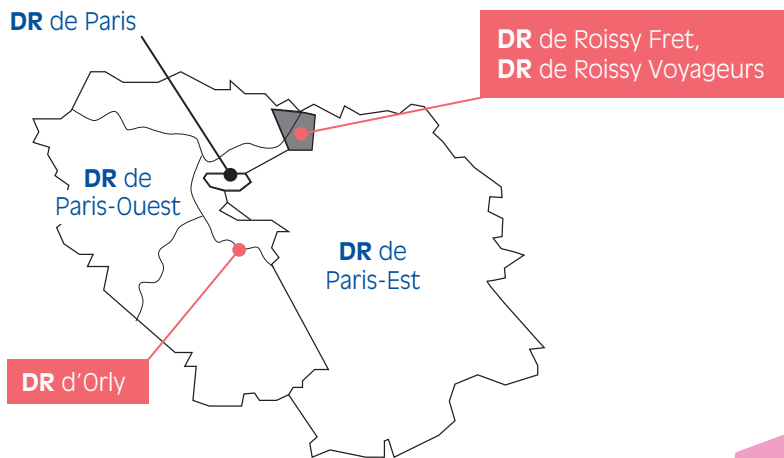 DR de Paris
DR de Roissy Fret,
DR de Roissy Voyageurs
DR de
Paris-Ouest
DR de
Paris-Est
DR d'Orly